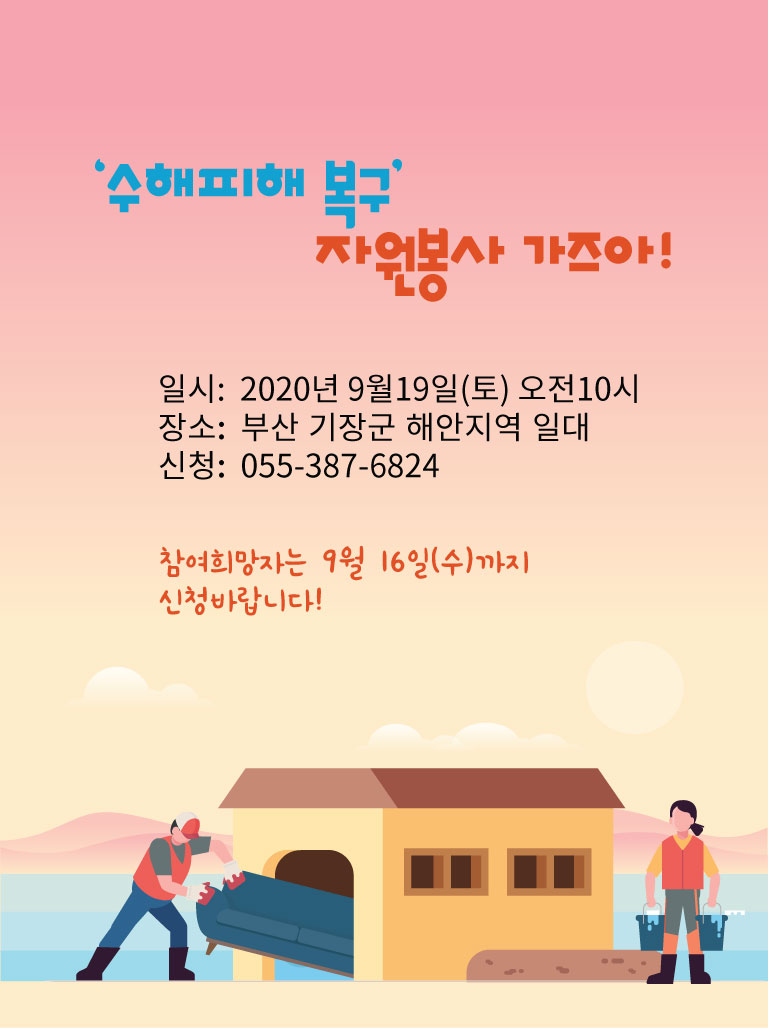 '수해피해 복구'
자원봉사 가즈아!
일시: 2020년 9월19일(토) 오전10시
장소: 부산 기장군 해안지역 일대
신청: 055-387-6824
참여희망자는 9월 16일(수)까지
신청바랍니다!